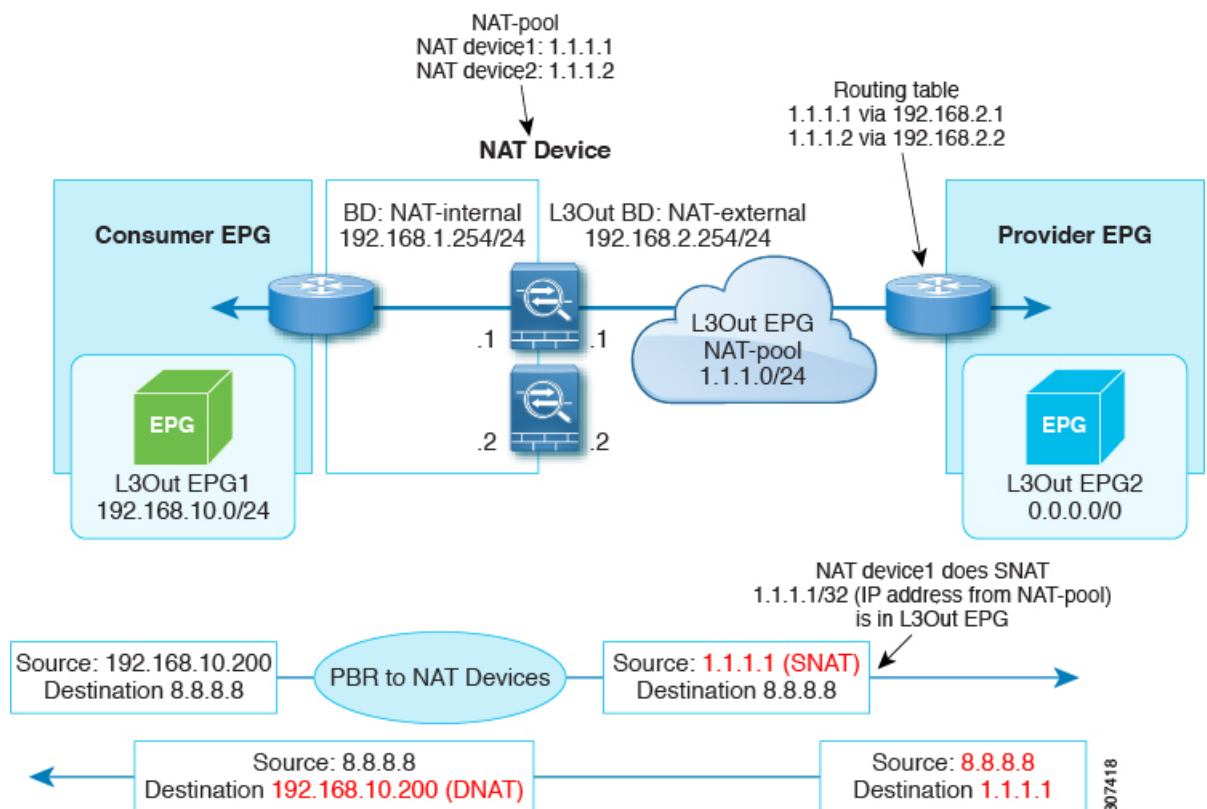 NAT-pool
NAT device1: 1.1.1.1
NAT device2: 1.1.1.2
Routing table
1.1.1.1 via 192.168.2.1
1.1.1.2 via 192.168.2.2
NAT Device
Consumer EPG
BD: NAT-internal
192.168.1.254/24
L3Out BD: NAT-external
192.168.2.254/24
Provider EPG
.1
.1
L3Out EPG
NAT-pool
1.1.1.0/24
.2
.2
EPG
L3Out EPG1
192.168.10.0/24
EPG
L3Out EPG2
0.0.0.0/0
NAT device1 does SNAT
1.1.1.1/32 (IP address from NAT-pool)
is in L3Out EPG
Source: 192.168.10.200
Destination 8.8.8.8
PBR to NAT Devices
Source: 1.1.1.1 (SNAT)
Destination 8.8.8.8
Source: 8.8.8.8
Destination 192.168.10.200 (DNAT)
Source: 8.8.8.8
Destination 1.1.1.1
307418